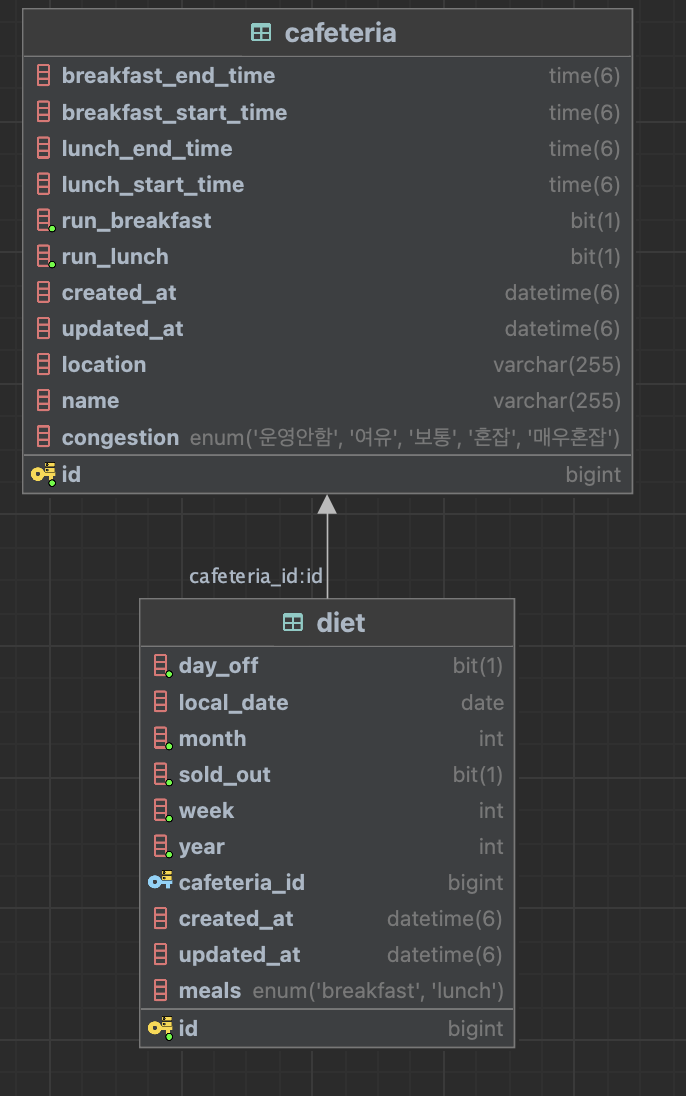 cafeteria
breakfast_end_time time(6)
breakfast_start_time time(6)
lunch_end_time time(6)
lunch_start_time time(6)
run_breakfast bit(1)
run_lunch bit(1)
created_at datetime(6)
updated_at datetime(6)
location varchar(255)
name varchar(255)
congestion enum('운영안함', '여유', '보통', '혼잡', '매우혼잡')
id bigint
cafeteria_id:id
diet
day_off bit(1)
local_date date
month int
sold_out bit(1)
week int
year int
cafeteria_id bigint
created_at datetime(6)
updated_at datetime(6)
meals enum('breakfast', 'lunch')
id bigint